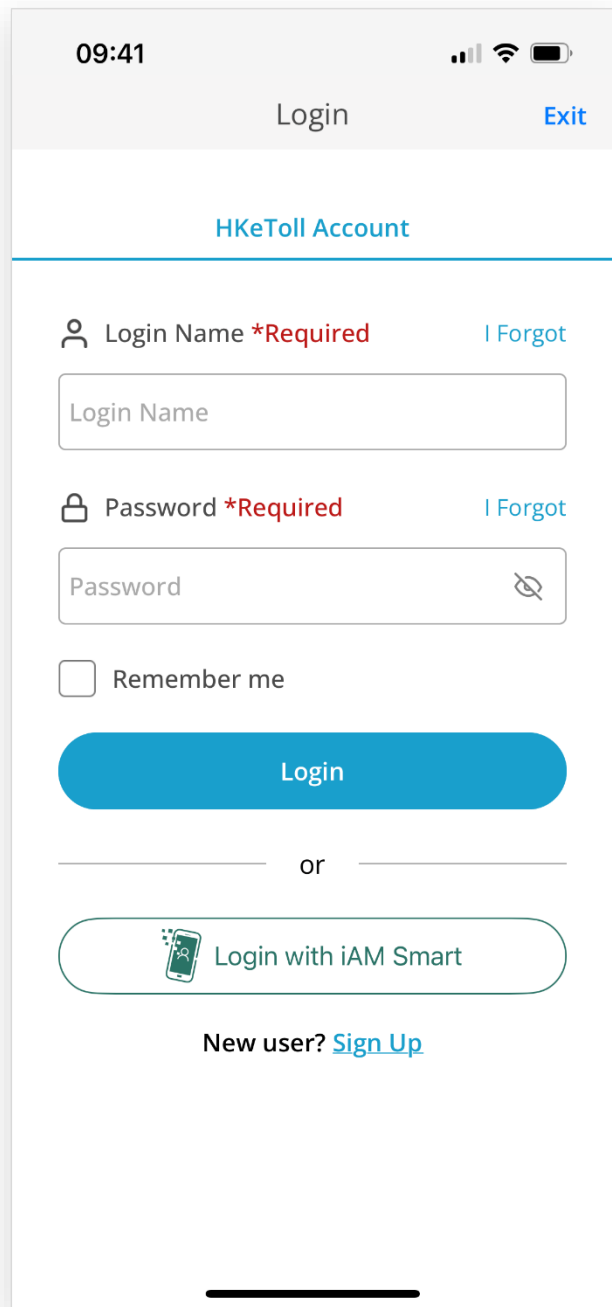 09:41
Login Exit
HKeToll Account
Login Name *Required I Forgot
Login Name
Password *Required I Forgot
Password
Remember me
Login
or
Login with iAM Smart
New user? Sign Up